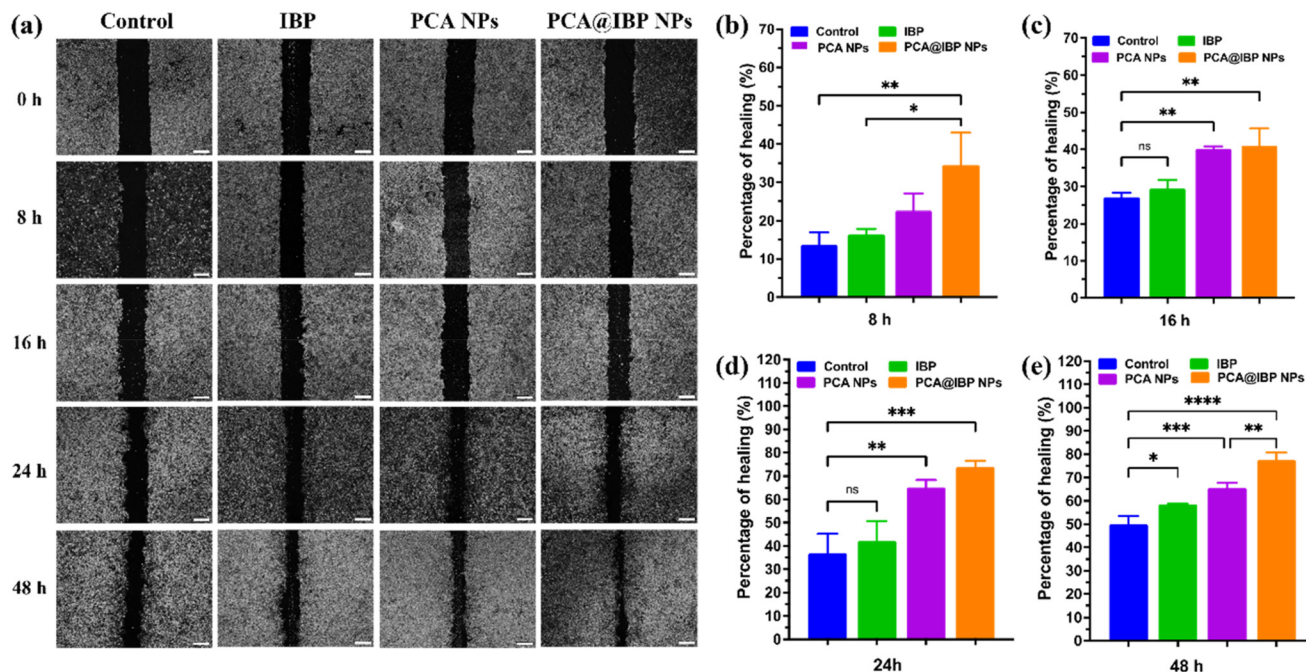 (a)
Control IBP PCA NPs PCA@IBP NPs
0 h
8 h
16 h
24 h
48 h
(b)
Percentage of healing (%)
70
60
50
40
30
20
10
0
Control IBP
PCA NPs PCA@IBP NPs
**
*
8 h
(c)
Percentage of healing (%)
70
60
50
40
30
20
10
0
Control IBP
PCA NPs PCA@IBP NPs
**
**
ns
16 h
(d)
Percentage of healing (%)
120
110
100
90
80
70
60
50
40
30
20
10
0
Control IBP
PCA NPs PCA@IBP NPs
***
**
ns
24h
(e)
Percentage of healing (%)
120
110
100
90
80
70
60
50
40
30
20
10
0
Control IBP
PCA NPs PCA@IBP NPs
****
*** **
*
48 h